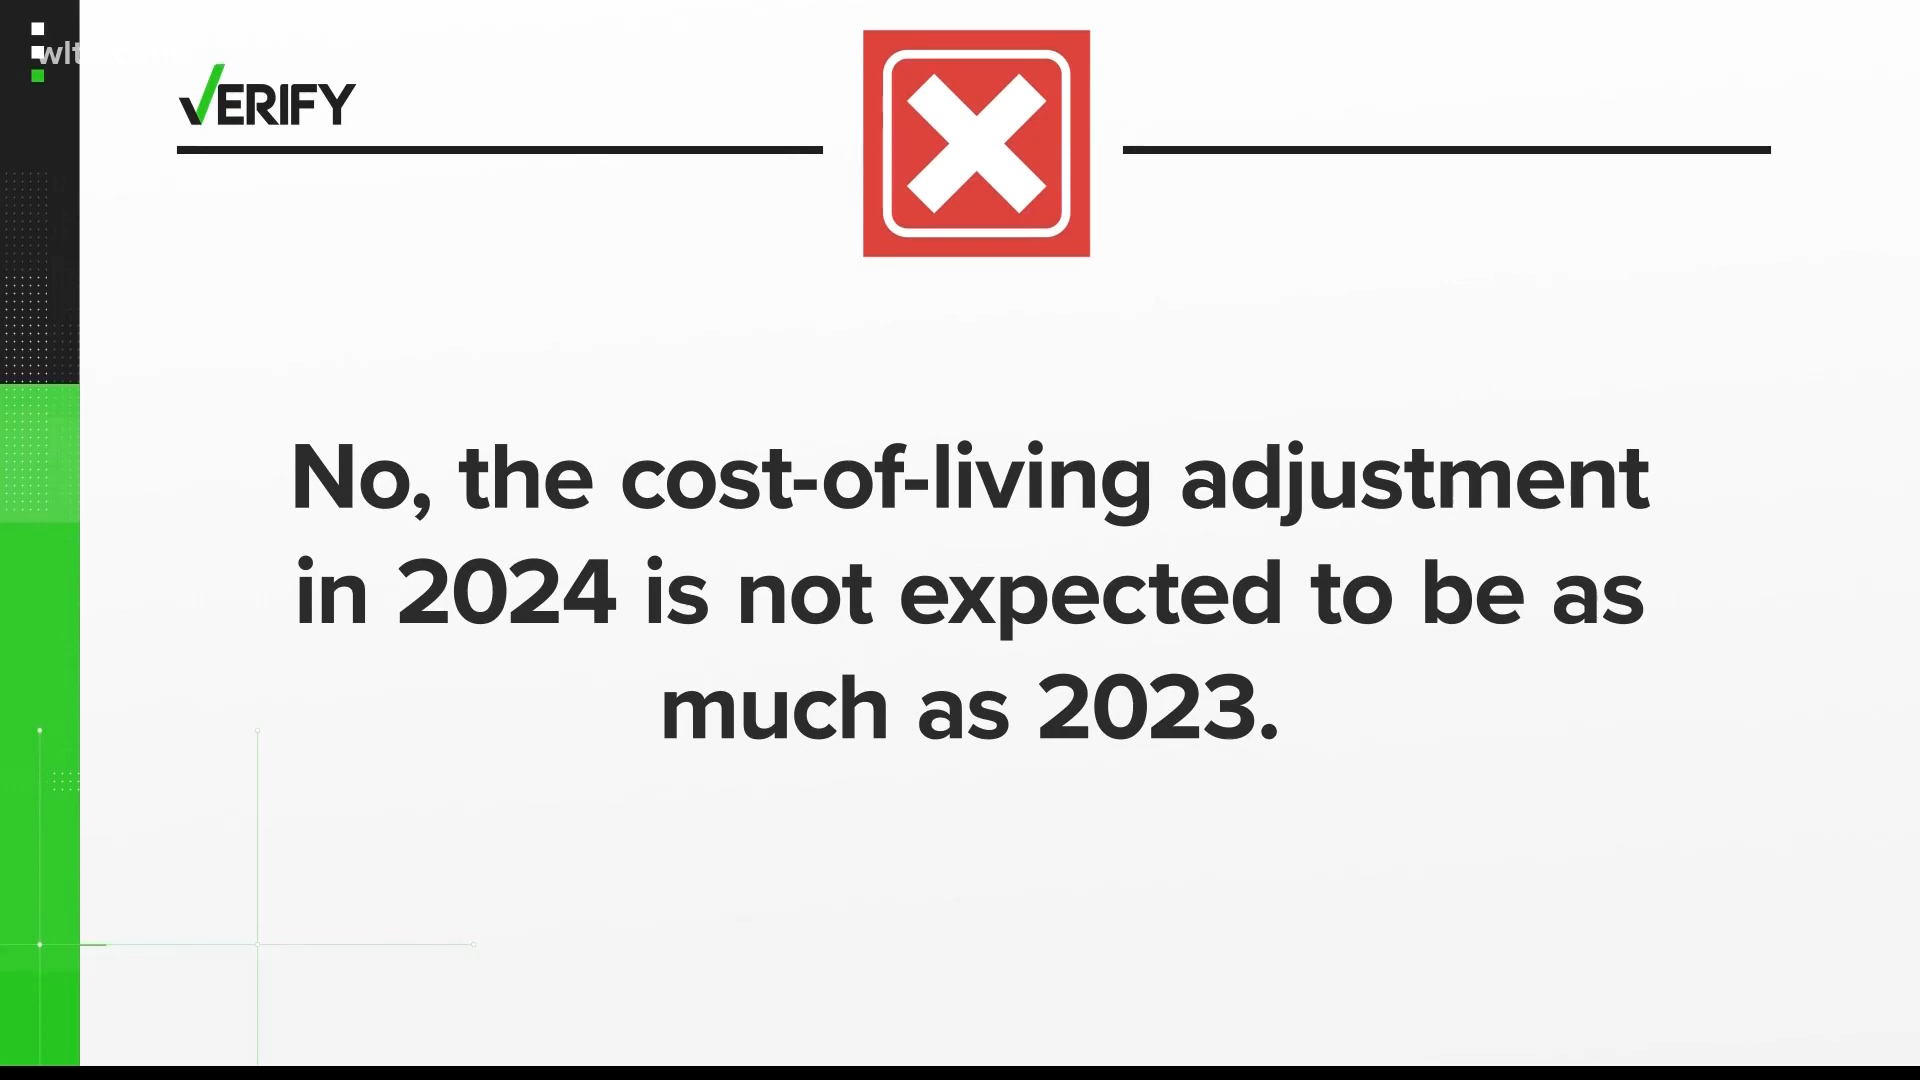 VERIFY
No, the cost-of-living adjustment
in 2024 is not expected to be as
much as 2023.